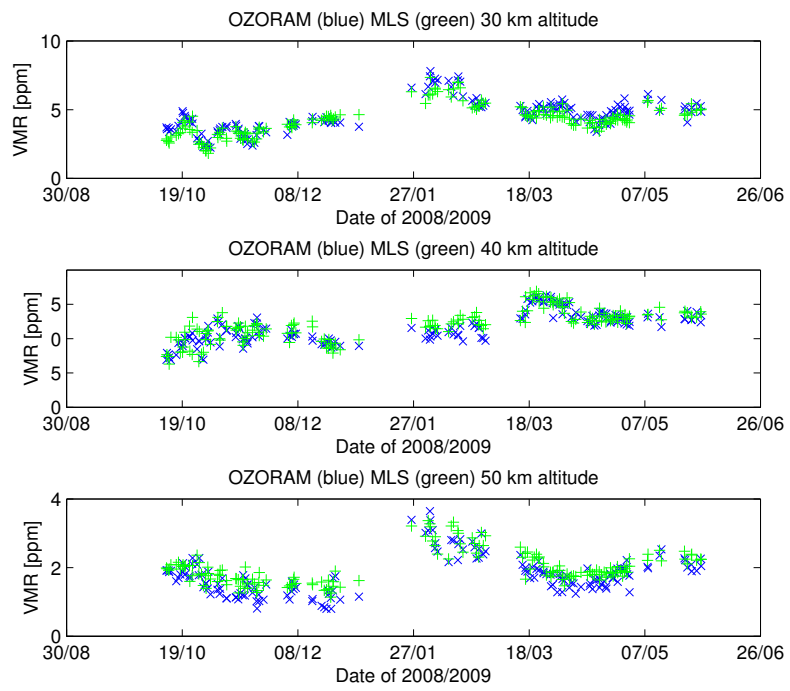 OZORAM (blue) MLS (green) 30 km altitude
10
5
0
VMR [ppm]
30/08 19/10 08/12 27/01 18/03 07/05 26/06
Date of 2008/2009
OZORAM (blue) MLS (green) 40 km altitude
5
0
5
0
VMR [ppm]
30/08 19/10 08/12 27/01 18/03 07/05 26/06
Date of 2008/2009
OZORAM (blue) MLS (green) 50 km altitude
4
2
0
VMR [ppm]
30/08 19/10 08/12 27/01 18/03 07/05 26/06
Date of 2008/2009